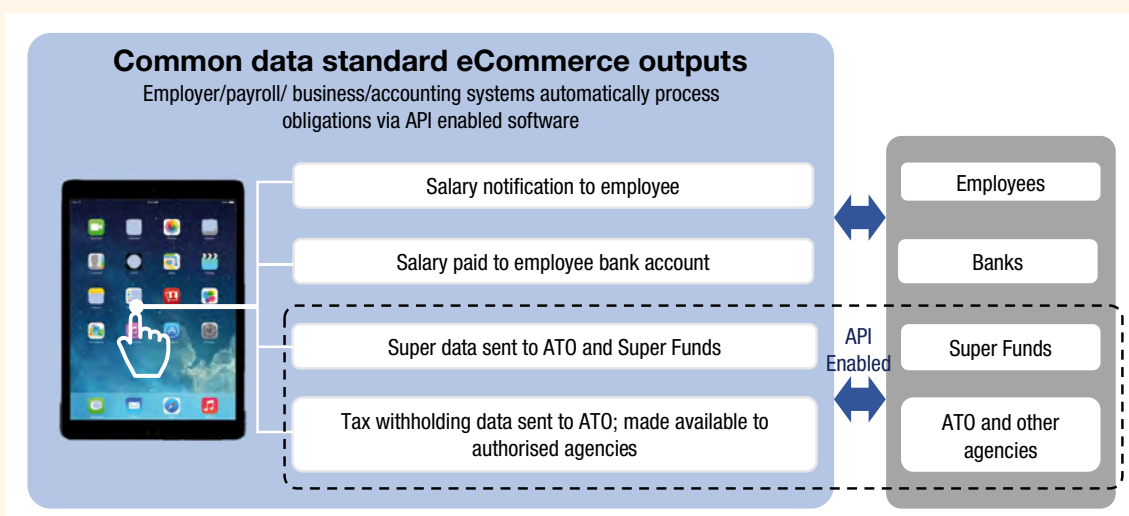 Common data standard eCommerce outputs
Employer/payroll/ business/accounting systems automatically process
obligations via API enabled software
Salary notification to employee
Employees
Salary paid to employee bank account
Banks
Super data sent to ATO and Super Funds
API
Enabled
Super Funds
Tax withholding data sent to ATO; made available to
authorised agencies
ATO and other
agencies